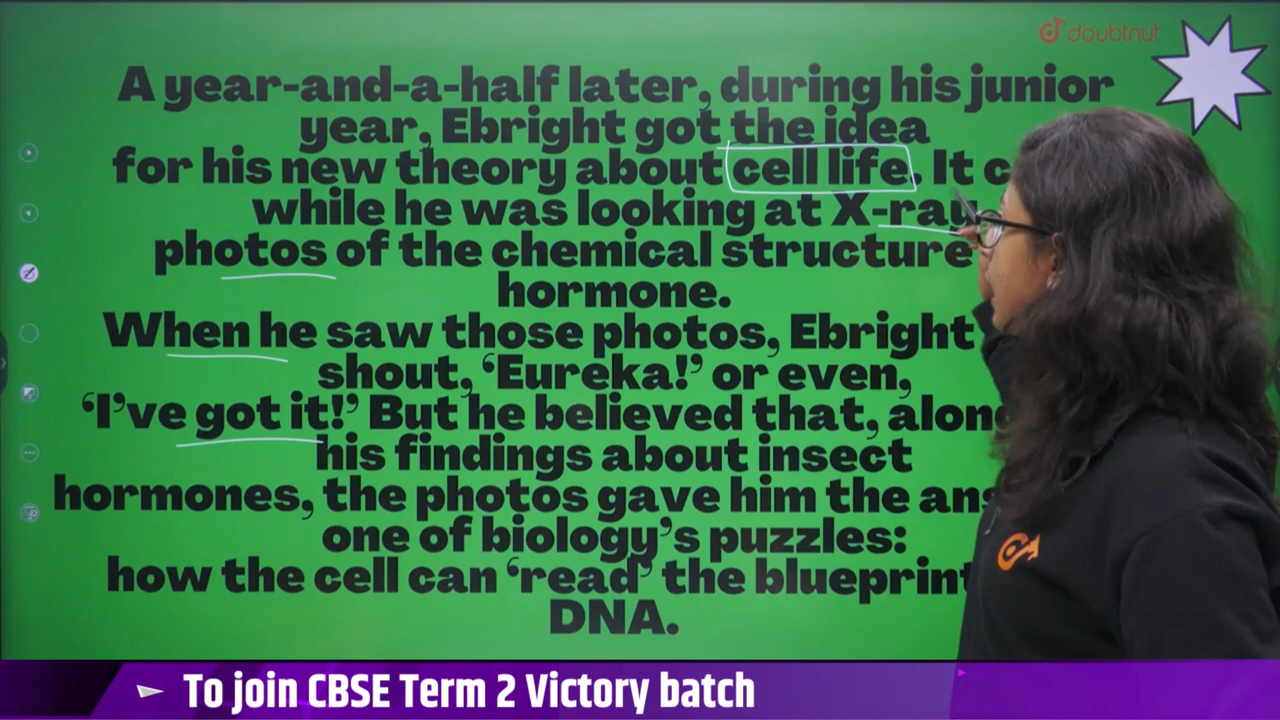 doubtnut
A year-and-a-half later, during his junior
year, Ebright got the idea
for his new theory about cell life. It
while he was looking at X-ray
photos of the chemical structure
hormone.
When he saw those photos, Ebright
shout, ‘Eureka!’ or even,
‘I’ve got it!’ But he believed that,
his findings about insect
hormones, the photos gave him the
one of biology’s puzzles:
how the cell can ‘read’ the
DNA.
To join CBSE Term 2 Victory batch